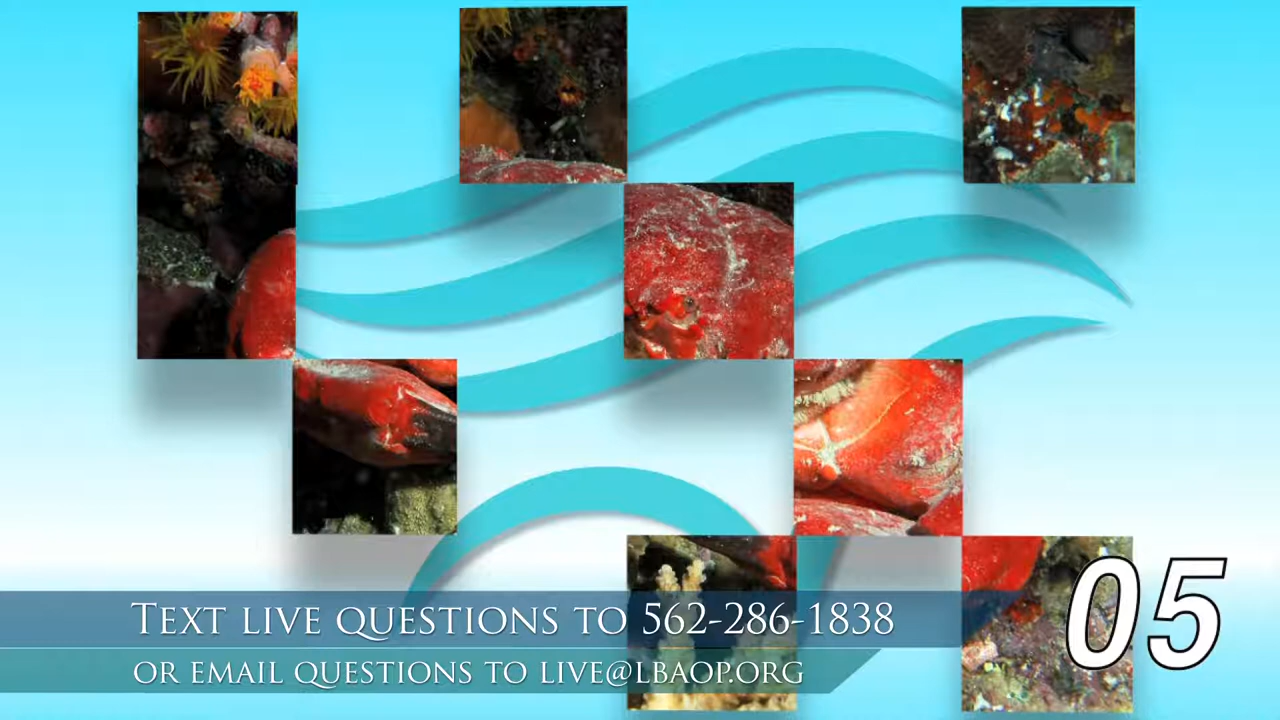 05
TEXT LIVE QUESTIONS TO 562-286-1838
OR EMAIL QUESTIONS TO LIVE@LBAOP.ORG